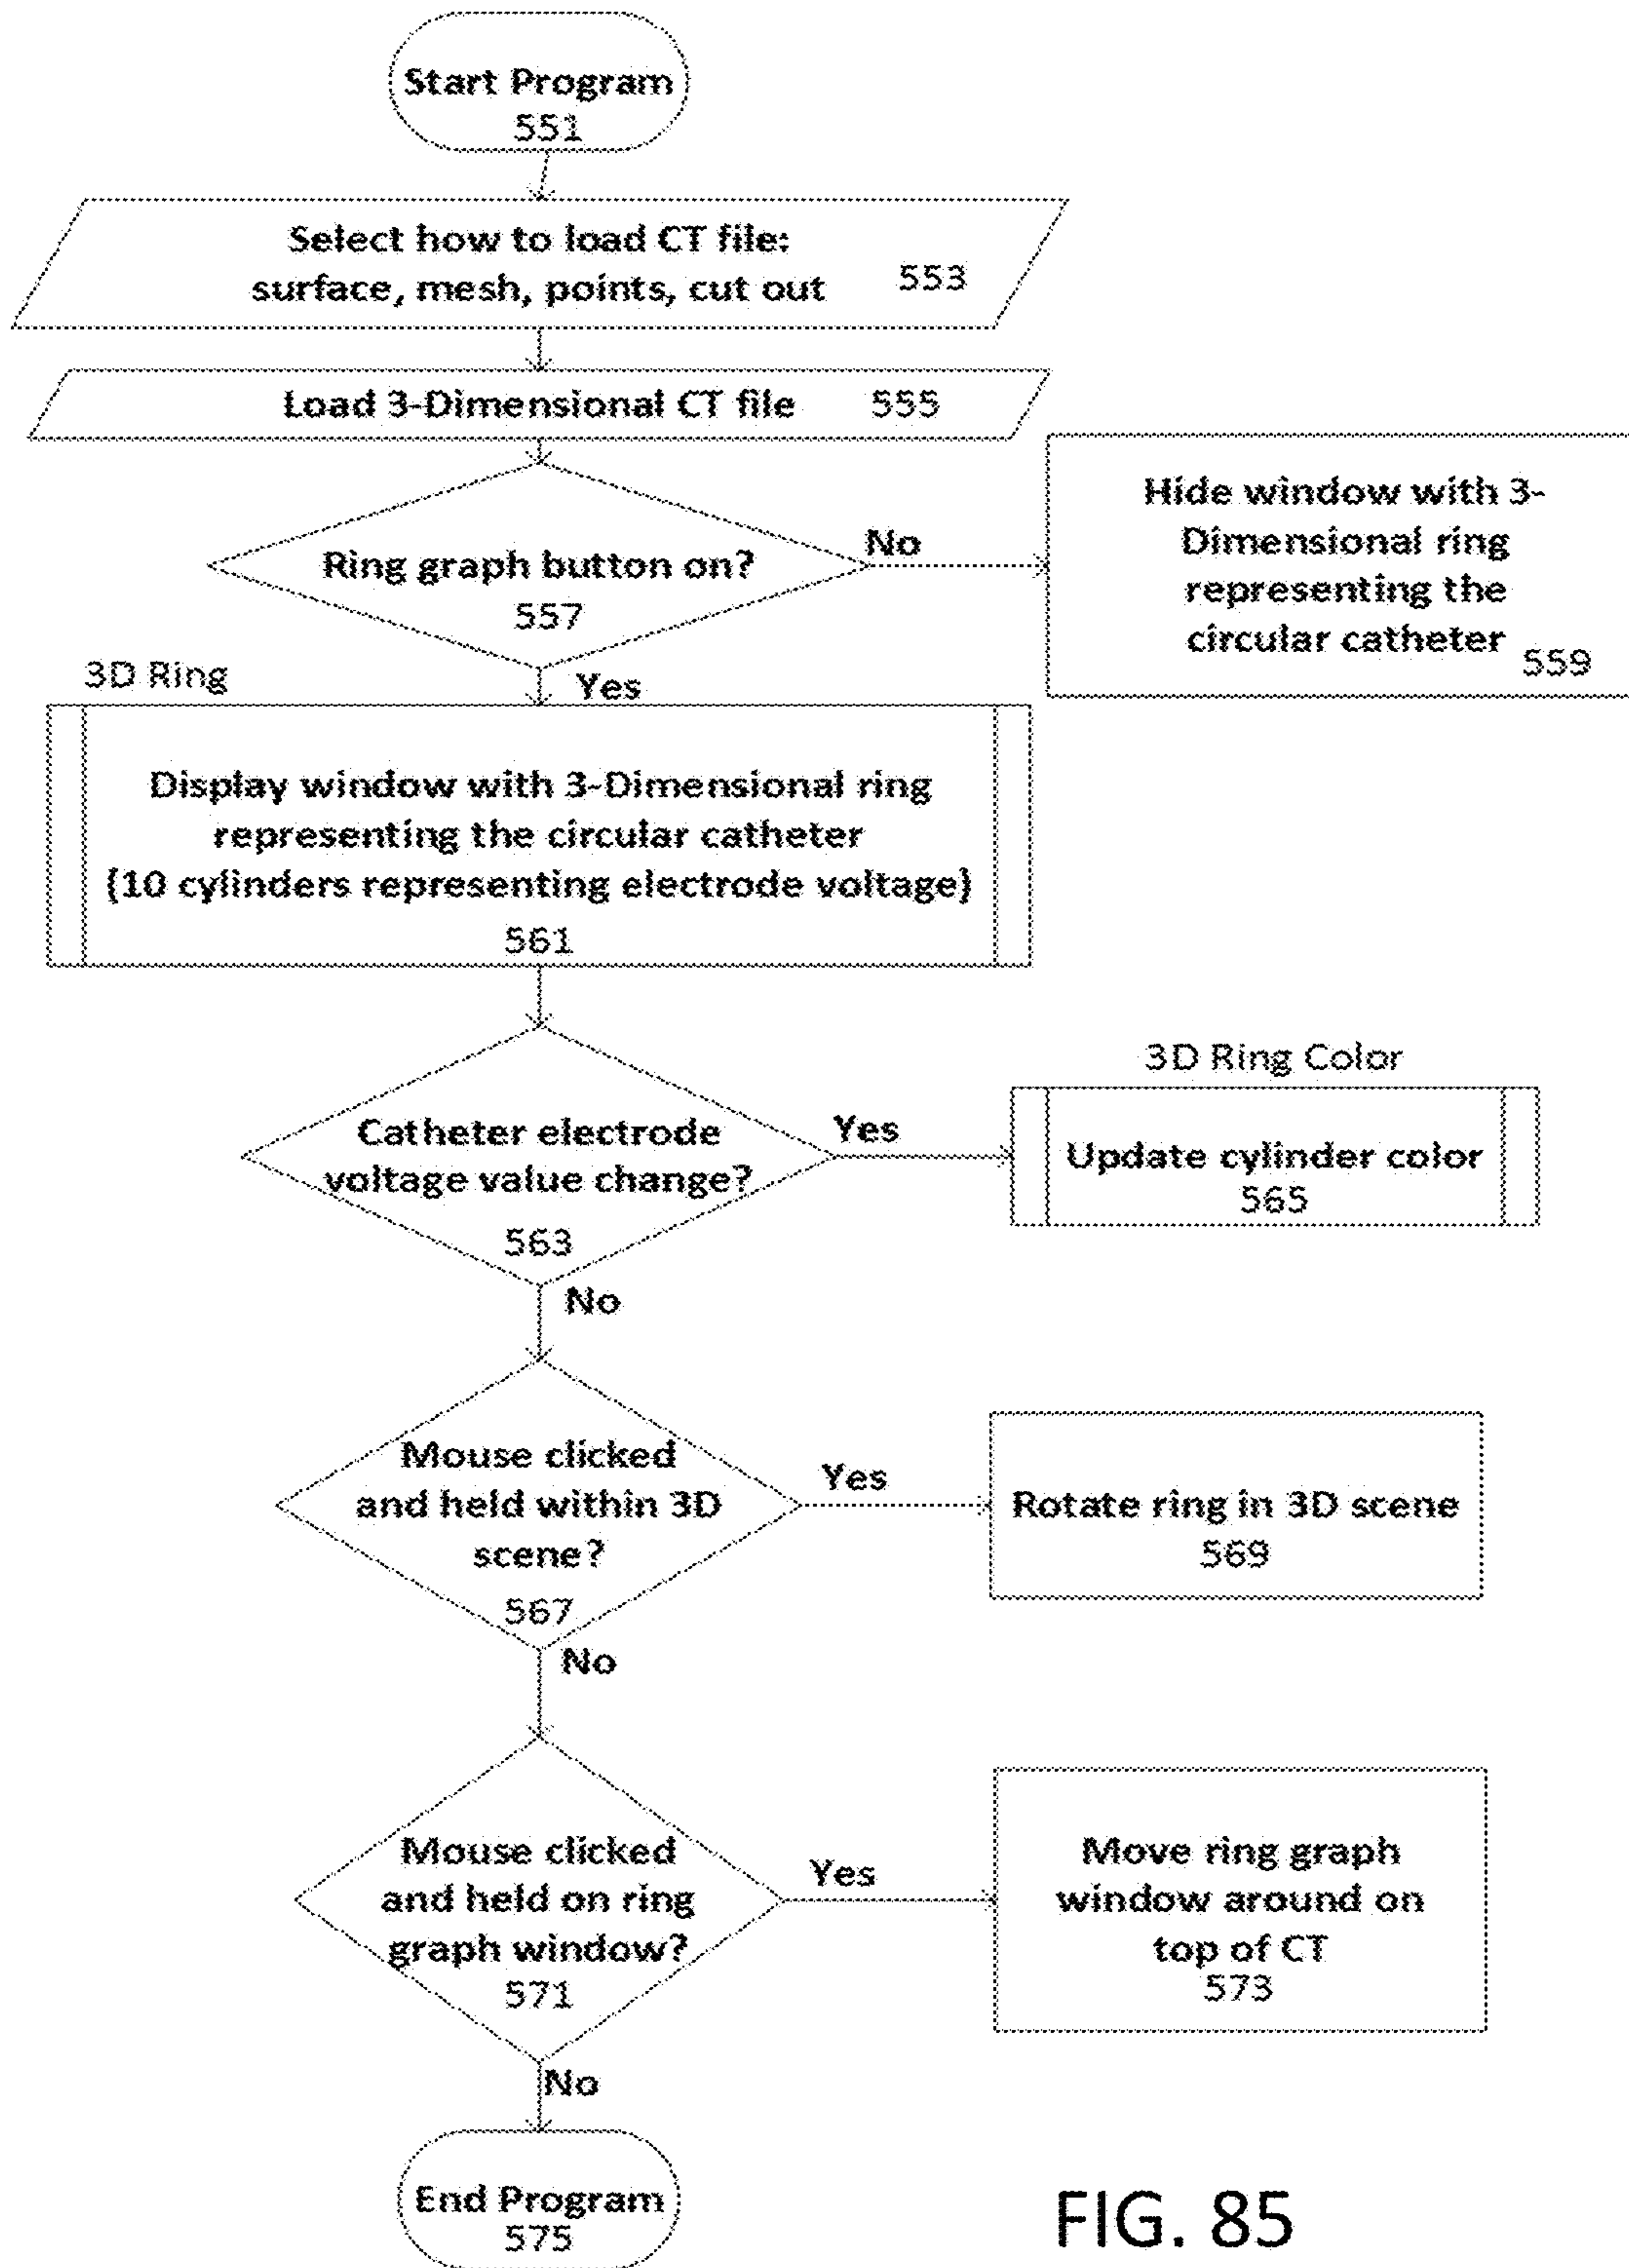 Start Program
551
Select how to load CT file:
surface, mesh, points, cut out
553
Load 3-Dimensional CT file 555
Ring graph button on?
557
No
Hide window with 3-
Dimensional ring
representing the
circular catheter
559
Yes
3D Ring
Display window with 3-Dimensional ring
representing the circular catheter
(10 cylinders representing electrode voltage)
561
Catheter electrode
voltage value change?
563
Yes
3D Ring Color
Update cylinder color
565
No
Mouse clicked
and held within 3D
scene?
567
Yes
Rotate ring in 3D scene
569
No
Mouse clicked
and held on ring
graph window?
571
Yes
Move ring graph
window around on
top of CT
573
No
End Program
575
FIG. 85